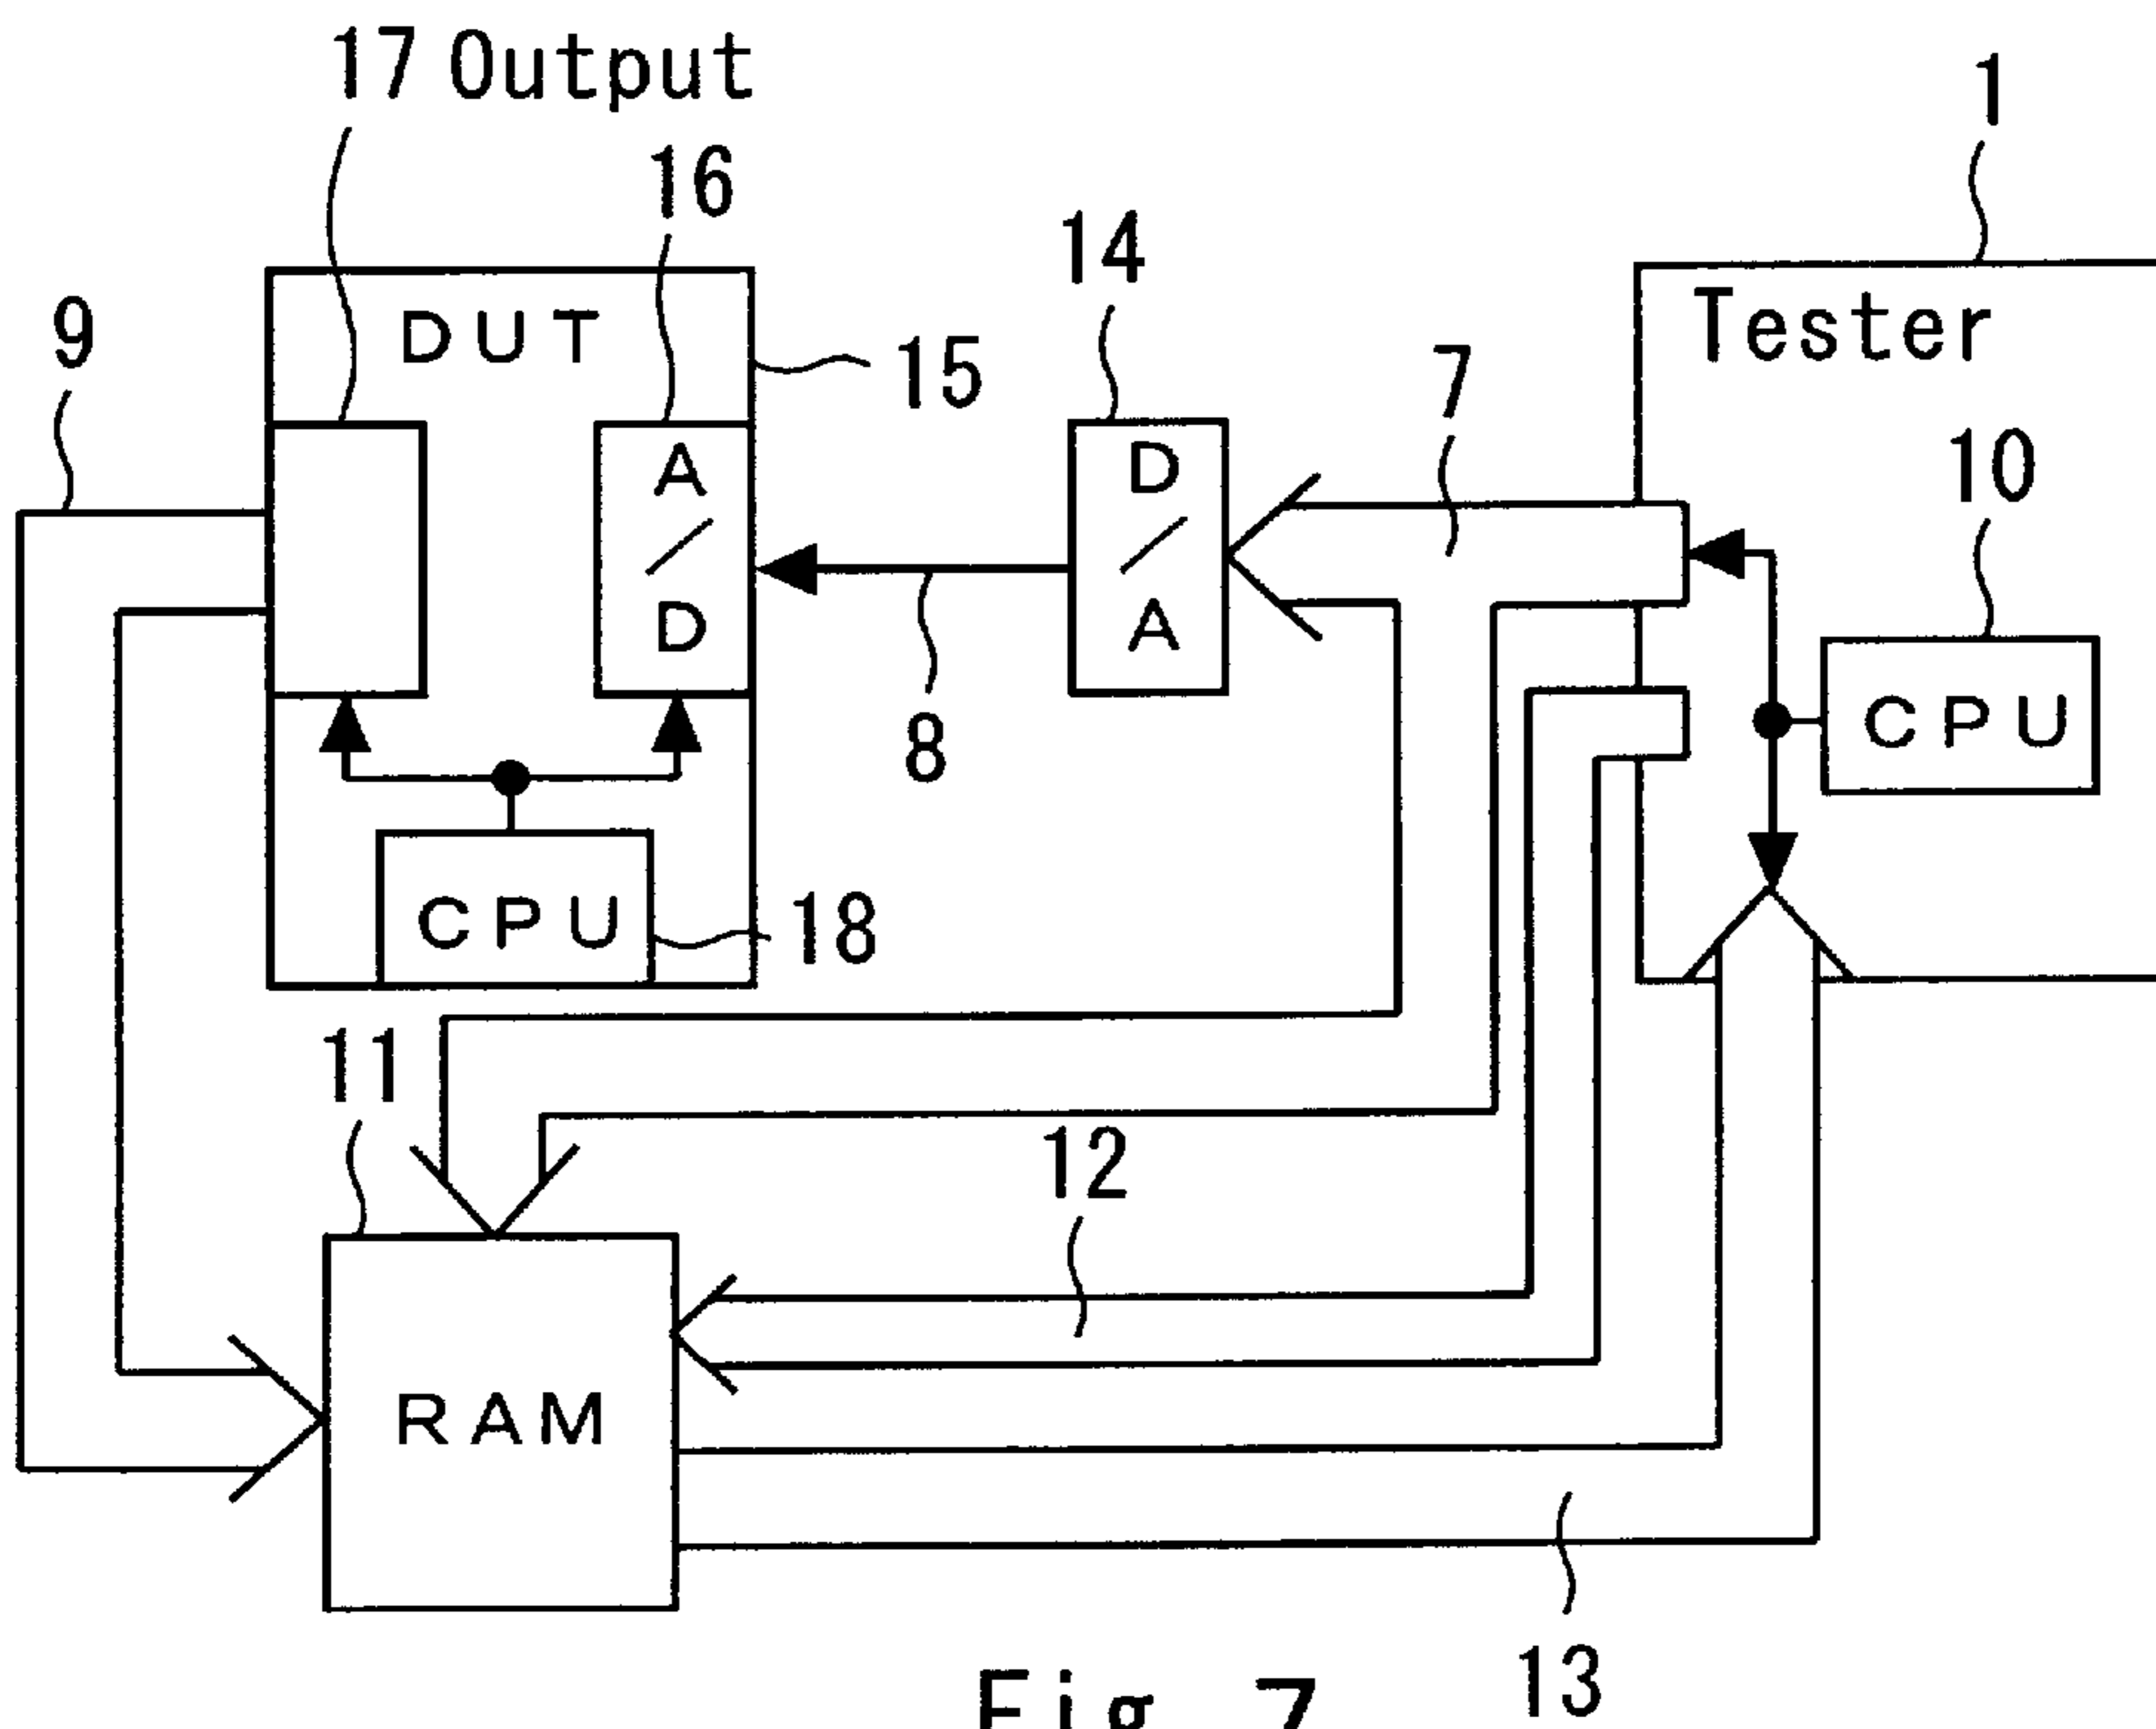 17 Output
1
16
14
9
DUT
15
7
Tester
10
A/D
D/A
8
CPU
CPU
18
11
12
RAM
13
Fig. 7